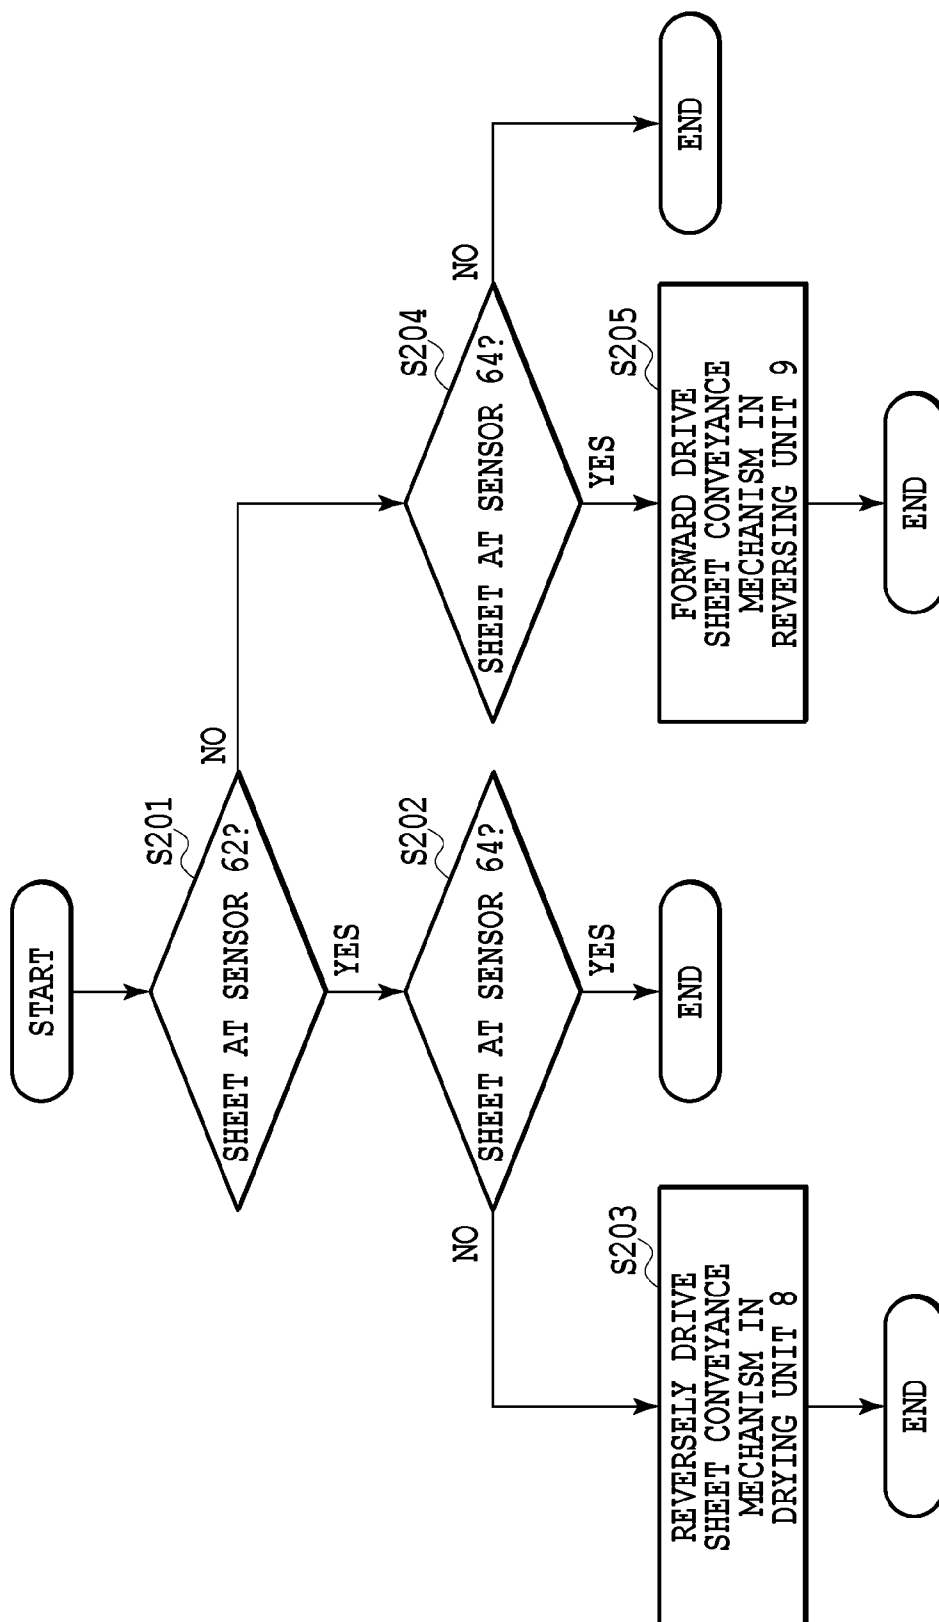 START
S201
SHEET AT SENSOR 62?
NO
YES
S202
SHEET AT SENSOR 64?
NO
YES
S204
SHEET AT SENSOR 64?
NO
YES
S203
REVERSELY DRIVE
SHEET CONVEYANCE
MECHANISM IN
DRYING UNIT 8
END
END
S205
FORWARD DRIVE
SHEET CONVEYANCE
MECHANISM IN
REVERSING UNIT 9
END
END